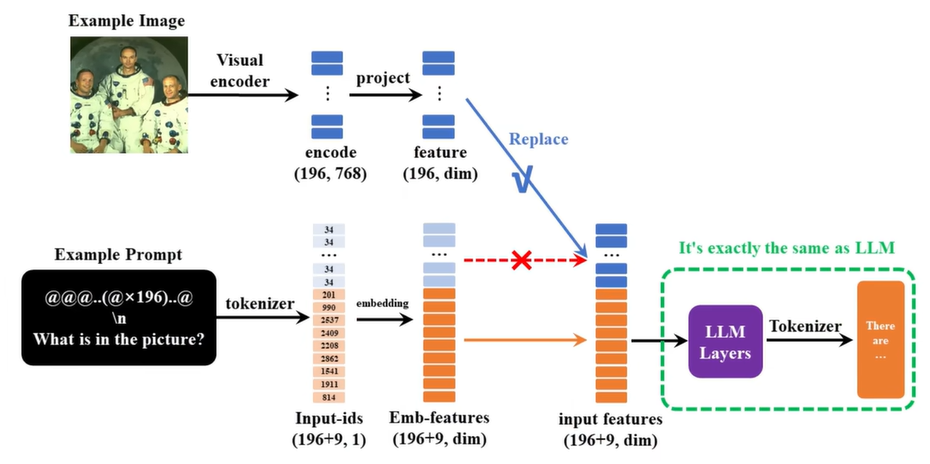 Example Image
Visual
encoder
project
encode
(196, 768)
feature
(196, dim)
Replace
√
Example Prompt
@@@..(@×196)..@
\n
What is in the picture?
tokenizer
34
34
...
34
34
201
990
2537
2409
2208
2862
1541
1911
814
Input-ids
(196+9, 1)
embedding
...
Emb-features
(196+9, dim)
...
input features
(196+9, dim)
It's exactly the same as LLM
LLM
Layers
Tokenizer
There
are
...